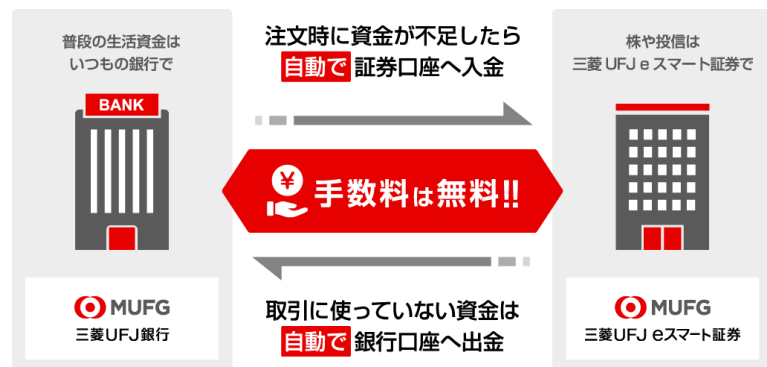 普段の生活資金は
いつもの銀行で
BANK
MUFG
三菱UFJ銀行
注文時に資金が不足したら
自動で 証券口座へ入金
¥ 手数料は無料!!
取引に使っていない資金は
自動で 銀行口座へ出金
株や投信は
三菱UFJ eスマート証券で
MUFG
三菱UFJ eスマート証券